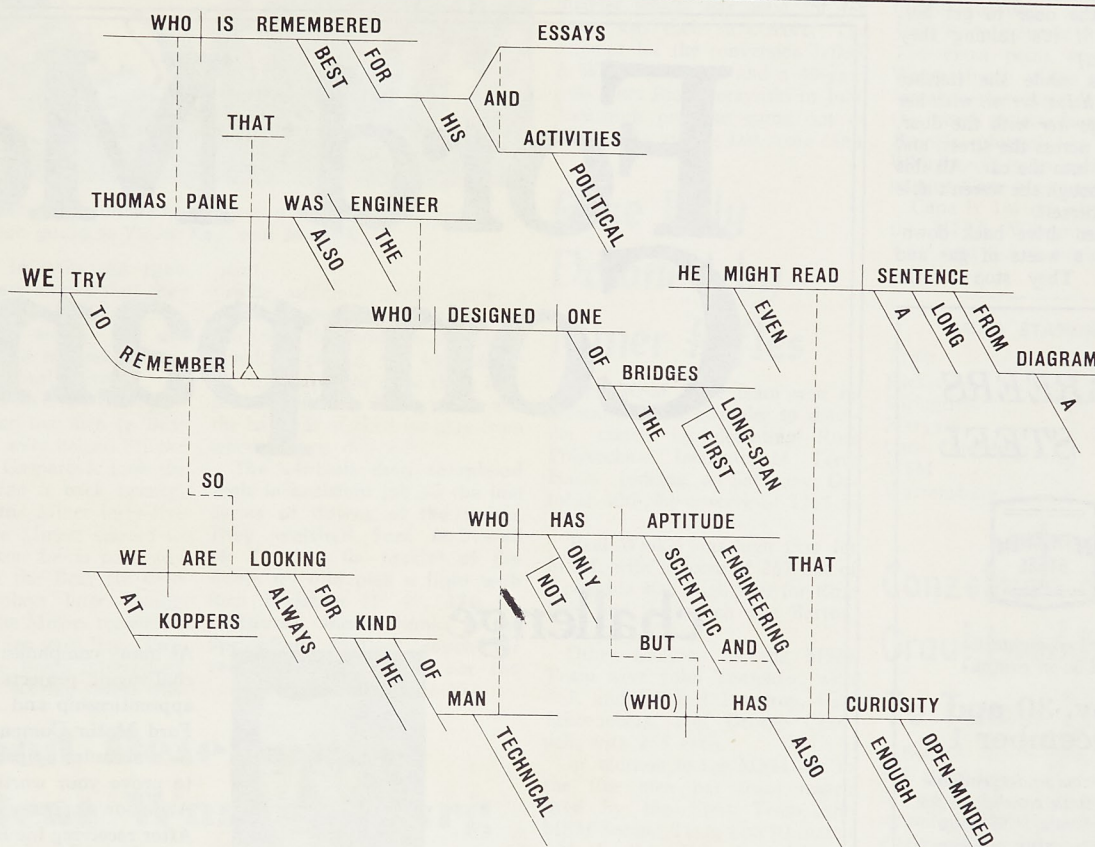 WHO IS REMEMBERED
BEST
FOR
HIS
ESSAYS
AND
ACTIVITIES
POLITICAL
THAT
THOMAS PAINE WAS ENGINEER
ALSO
THE
WE TRY
TO
REMEMBER
WHO DESIGNED ONE
OF
BRIDGES
THE
LONG-SPAN
FIRST
HE MIGHT READ SENTENCE
EVEN
A
LONG
FROM
DIAGRAM
A
SO
WE ARE LOOKING
AT
KOPPERS
ALWAYS
FOR
KIND
THE
OF
MAN
TECHNICAL
WHO HAS APTITUDE
ONLY
NOT
SCIENTIFIC
AND
ENGINEERING
THAT
BUT
(WHO) HAS CURIOSITY
ALSO
ENOUGH
OPEN-MINDED